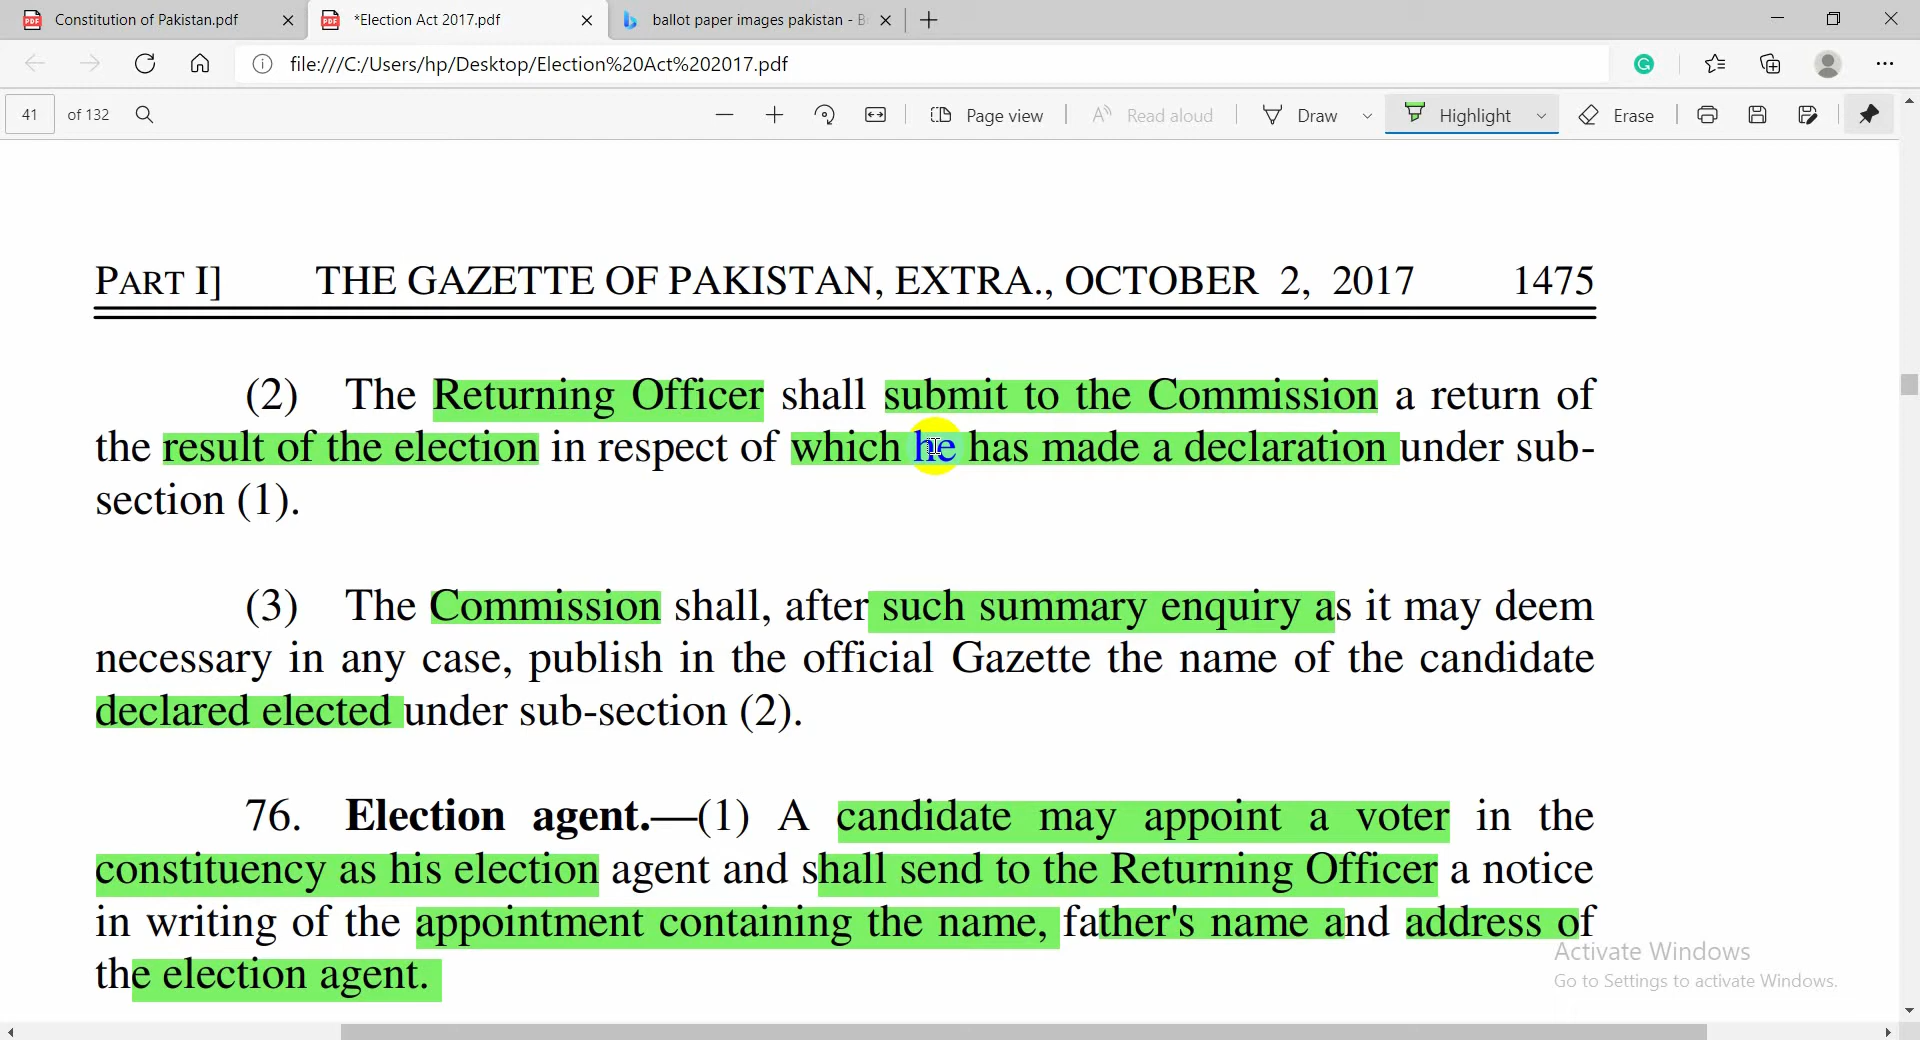 Constitution of Pakistan.pdf
*Election Act 2017.pdf
ballot paper images pakistan - B
file:///C:/Users/hp/Desktop/Election%20Act%202017.pdf
41 of 132
Page view
Read aloud
Draw
Highlight
Erase
PART I] THE GAZETTE OF PAKISTAN, EXTRA., OCTOBER 2, 2017 1475
(2) The Returning Officer shall submit to the Commission a return of
the result of the election in respect of which he has made a declaration under sub-
section (1).
(3) The Commission shall, after such summary enquiry as it may deem
necessary in any case, publish in the official Gazette the name of the candidate
declared elected under sub-section (2).
76. Election agent.—(1) A candidate may appoint a voter in the
constituency as his election agent and shall send to the Returning Officer a notice
in writing of the appointment containing the name, father's name and address of
the election agent.
Activate Windows
Go to Settings to activate Windows.